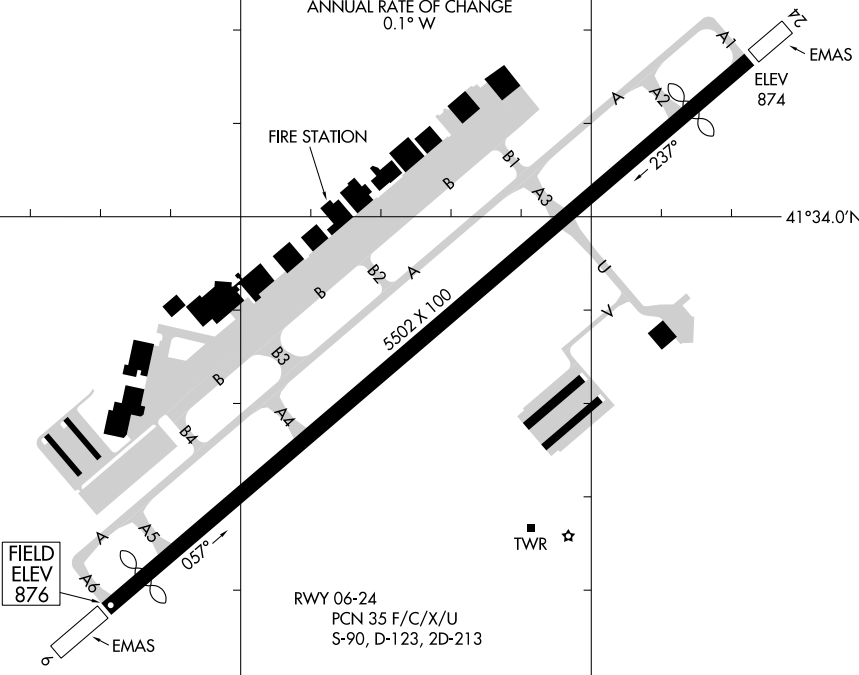 ANNUAL RATE OF CHANGE
0.1° W
24
A1
EMAS
ELEV
874
A
A2
FIRE STATION
B1
237°
B
A3
41°34.0'N
B2
A
U
B
5502 X 100
V
B3
B
A4
B4
A
A5
057°
TWR
FIELD
ELEV
876
A6
RWY 06-24
PCN 35 F/C/X/U
S-90, D-123, 2D-213
EMAS
6